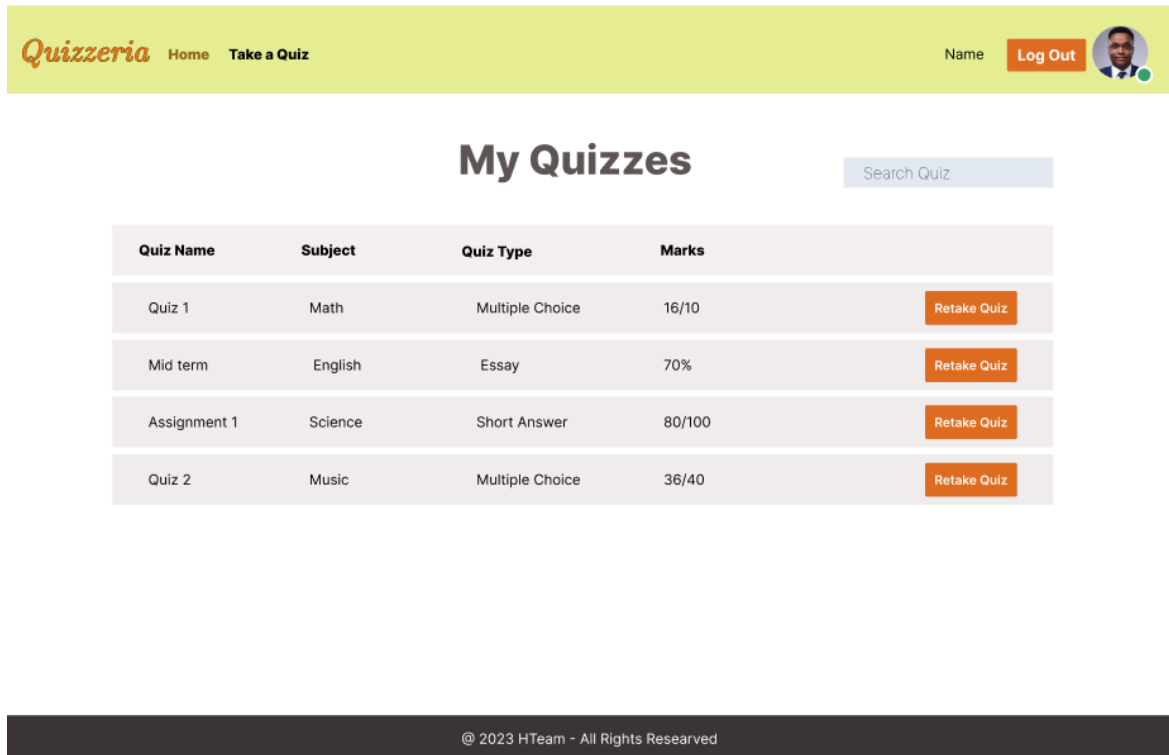 Quizzeria Home Take a Quiz Name Log Out
My Quizzes
Search Quiz
Quiz Name Subject Quiz Type Marks
Quiz 1 Math Multiple Choice 16/10 Retake Quiz
Mid term English Essay 70% Retake Quiz
Assignment 1 Science Short Answer 80/100 Retake Quiz
Quiz 2 Music Multiple Choice 36/40 Retake Quiz
@ 2023 HTeam - All Rights Researved